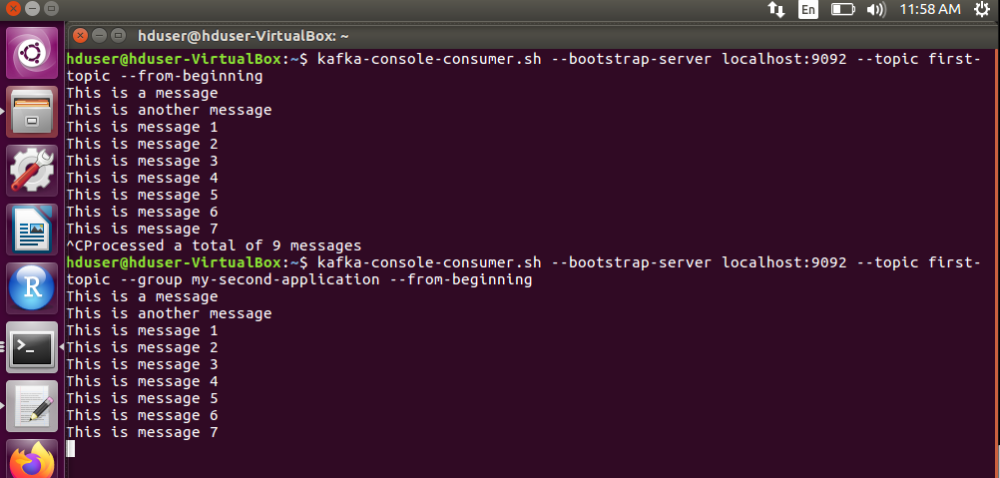 En
11:58 AM
hduser@hduser-VirtualBox: ~
hduser@hduser-VirtualBox:~$ kafka-console-consumer.sh --bootstrap-server localhost:9092 --topic first-
topic --from-beginning
This is a message
This is another message
This is message 1
This is message 2
This is message 3
This is message 4
This is message 5
This is message 6
This is message 7
^CProcessed a total of 9 messages
hduser@hduser-VirtualBox:~$ kafka-console-consumer.sh --bootstrap-server localhost:9092 --topic first-
topic --group my-second-application --from-beginning
This is a message
This is another message
This is message 1
This is message 2
This is message 3
This is message 4
This is message 5
This is message 6
This is message 7
R
>_